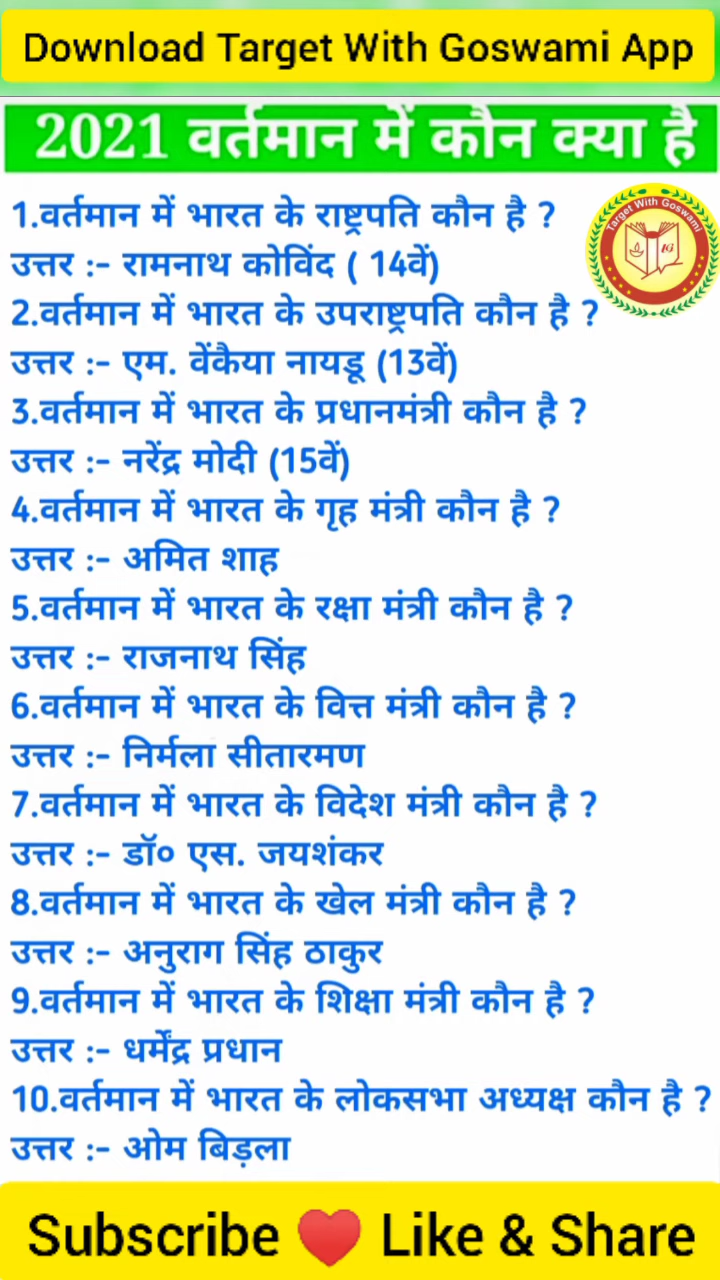 Download Target With Goswami App
2021 वर्तमान में कौन क्या है
Target With Goswami
TG
1.वर्तमान में भारत के राष्ट्रपति कौन है ?
उत्तर :- रामनाथ कोविंद ( 14वें)
2.वर्तमान में भारत के उपराष्ट्रपति कौन है ?
उत्तर :- एम. वेंकैया नायडू (13वें)
3.वर्तमान में भारत के प्रधानमंत्री कौन है ?
उत्तर :- नरेंद्र मोदी (15वें)
4.वर्तमान में भारत के गृह मंत्री कौन है ?
उत्तर :- अमित शाह
5.वर्तमान में भारत के रक्षा मंत्री कौन है ?
उत्तर :- राजनाथ सिंह
6.वर्तमान में भारत के वित्त मंत्री कौन है ?
उत्तर :- निर्मला सीतारमण
7.वर्तमान में भारत के विदेश मंत्री कौन है ?
उत्तर :- डॉ० एस. जयशंकर
8.वर्तमान में भारत के खेल मंत्री कौन है ?
उत्तर :- अनुराग सिंह ठाकुर
9.वर्तमान में भारत के शिक्षा मंत्री कौन है ?
उत्तर :- धर्मेंद्र प्रधान
10.वर्तमान में भारत के लोकसभा अध्यक्ष कौन है ?
उत्तर :- ओम बिड़ला
Subscribe ❤️ Like & Share